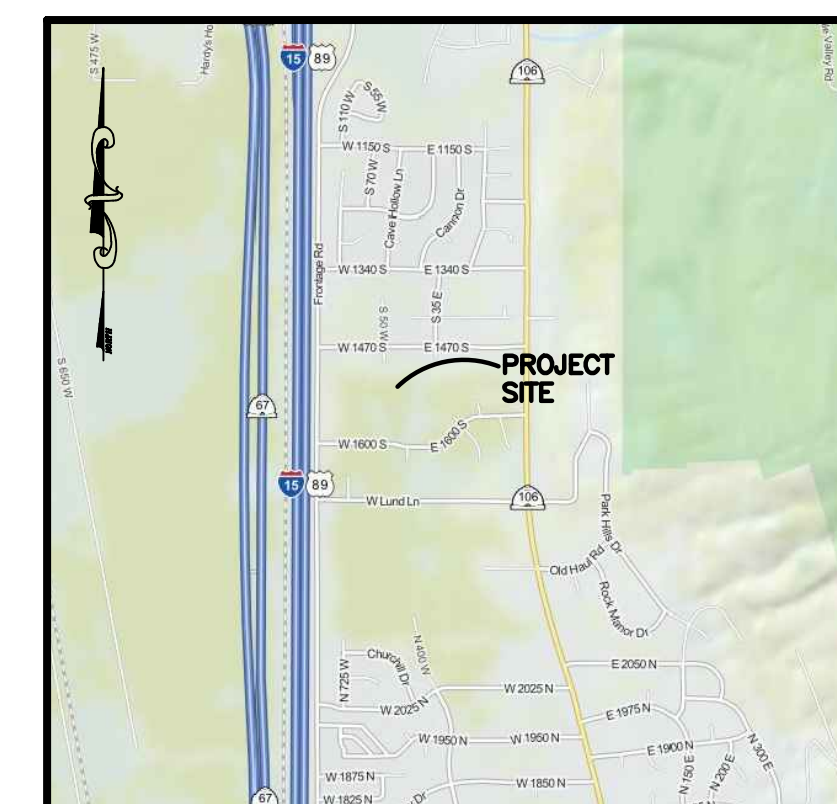 S 475 W
Hardy's Ho
15
89
106
e Valley Rd
S 55 W
S 110 W
W 1150 S
E 1150 S
S 70 W
Cave Hollow Ln
Cannon Dr
Frontage Rd
W 1340 S
E 1340 S
S 35 E
S 50 W
W 1470 S
E 1470 S
PROJECT
SITE
S 650 W
67
W 1600 S
E 1600 S
15
89
W Lund Ln
106
Park Hills Dr
Old Haul Rd
Rock Manor Dr
N 400 W
Churchill Dr
N 725 W
E 2050 N
W 2025 N
W 2025 N
E 1975 N
W 1950 N
W 1950 N
E 1900 N
N 300 E
N 200 E
N 150 E
W 1875 N
W 1850 N
W 1825 N
Dr
67